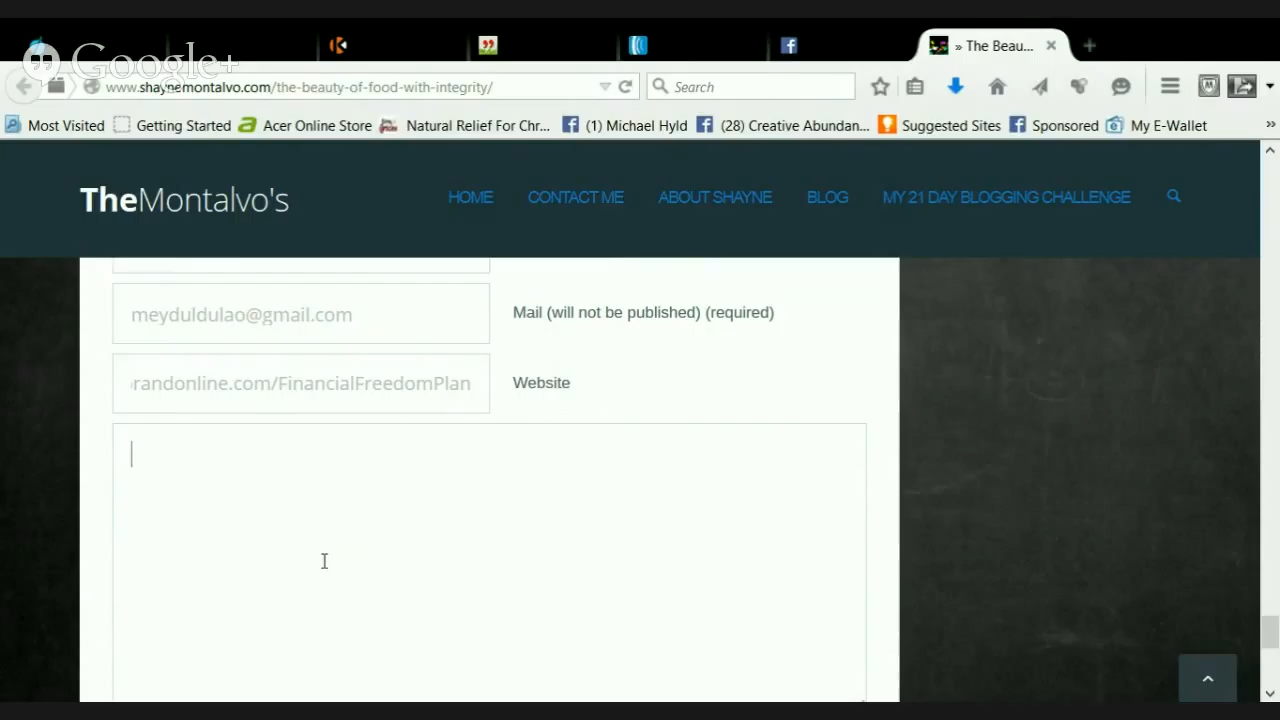 Google+
» The Beau...
www.shaynemontalvo.com/the-beauty-of-food-with-integrity/
Search
Most Visited
Getting Started
Acer Online Store
Natural Relief For Chr...
(1) Michael Hyld
(28) Creative Abundan...
Suggested Sites
Sponsored
My E-Wallet
»
TheMontalvo's
HOME
CONTACT ME
ABOUT SHAYNE
BLOG
MY 21 DAY BLOGGING CHALLENGE
meyduldulao@gmail.com
Mail (will not be published) (required)
randonline.com/FinancialFreedomPlan
Website